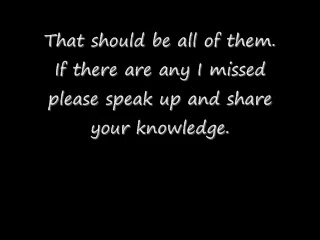 That should be all of them.
If there are any I missed
please speak up and share
your knowledge.